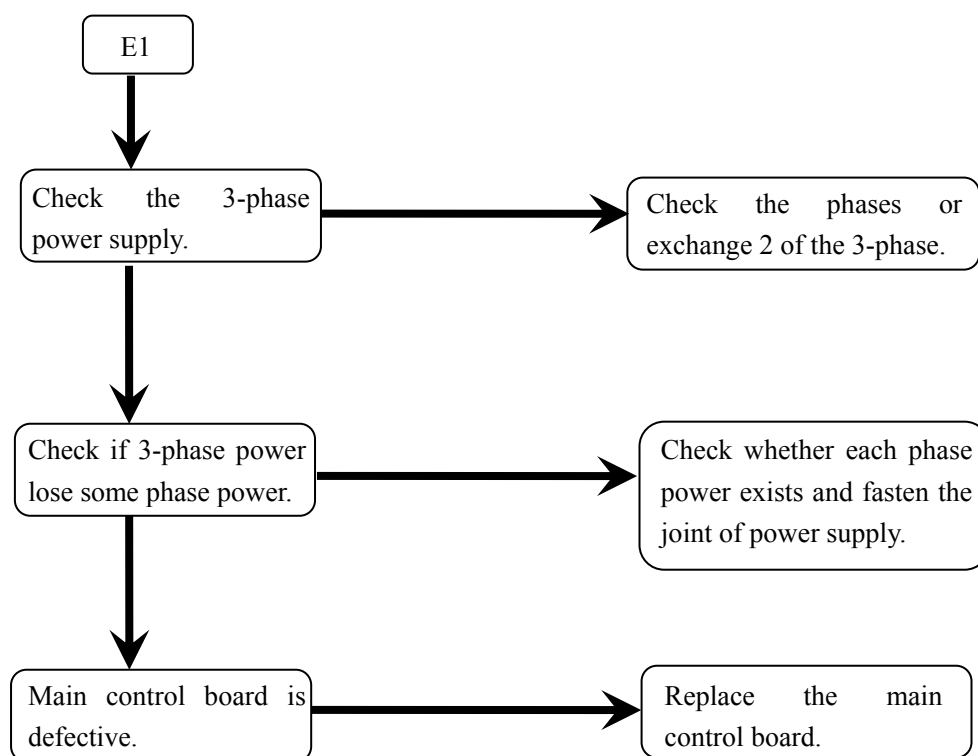 E1
Check the 3-phase
power supply.
Check the phases or
exchange 2 of the 3-phase.
Check if 3-phase power
lose some phase power.
Check whether each phase
power exists and fasten the
joint of power supply.
Main control board is
defective.
Replace the main
control board.